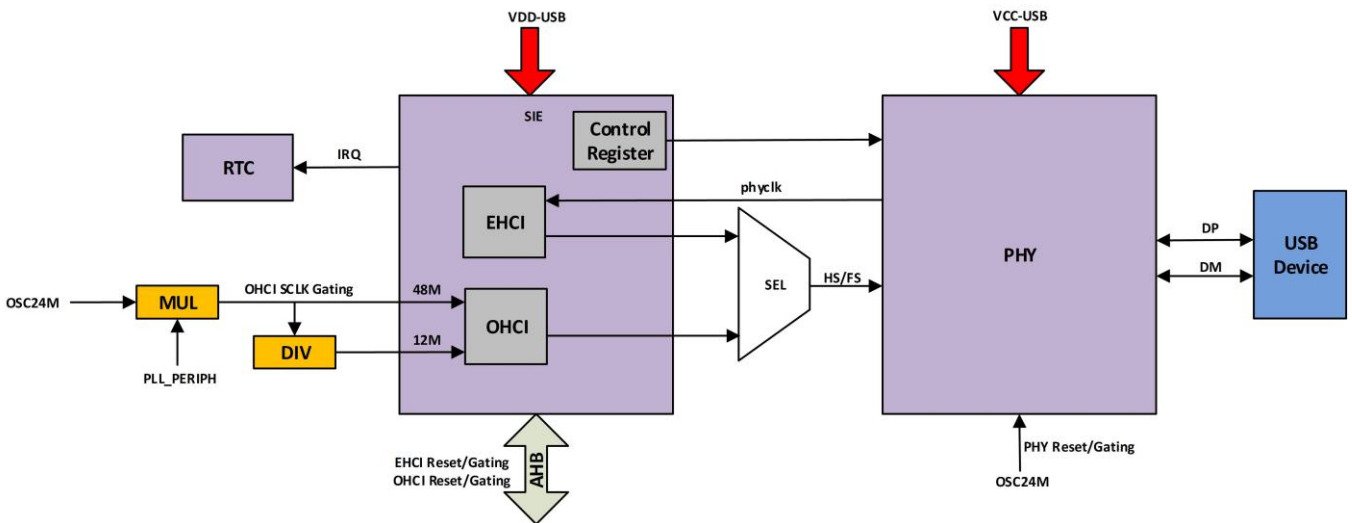 VDD-USB
VCC-USB
SIE
Control
Register
RTC
IRQ
phyclk
EHCI
PHY
DP
USB
Device
DM
SEL
HS/FS
OSC24M
MUL
OHCI SCLK Gating
48M
OHCI
DIV
12M
PLL_PERIPH
EHCI Reset/Gating
OHCI Reset/Gating
AHB
PHY Reset/Gating
OSC24M